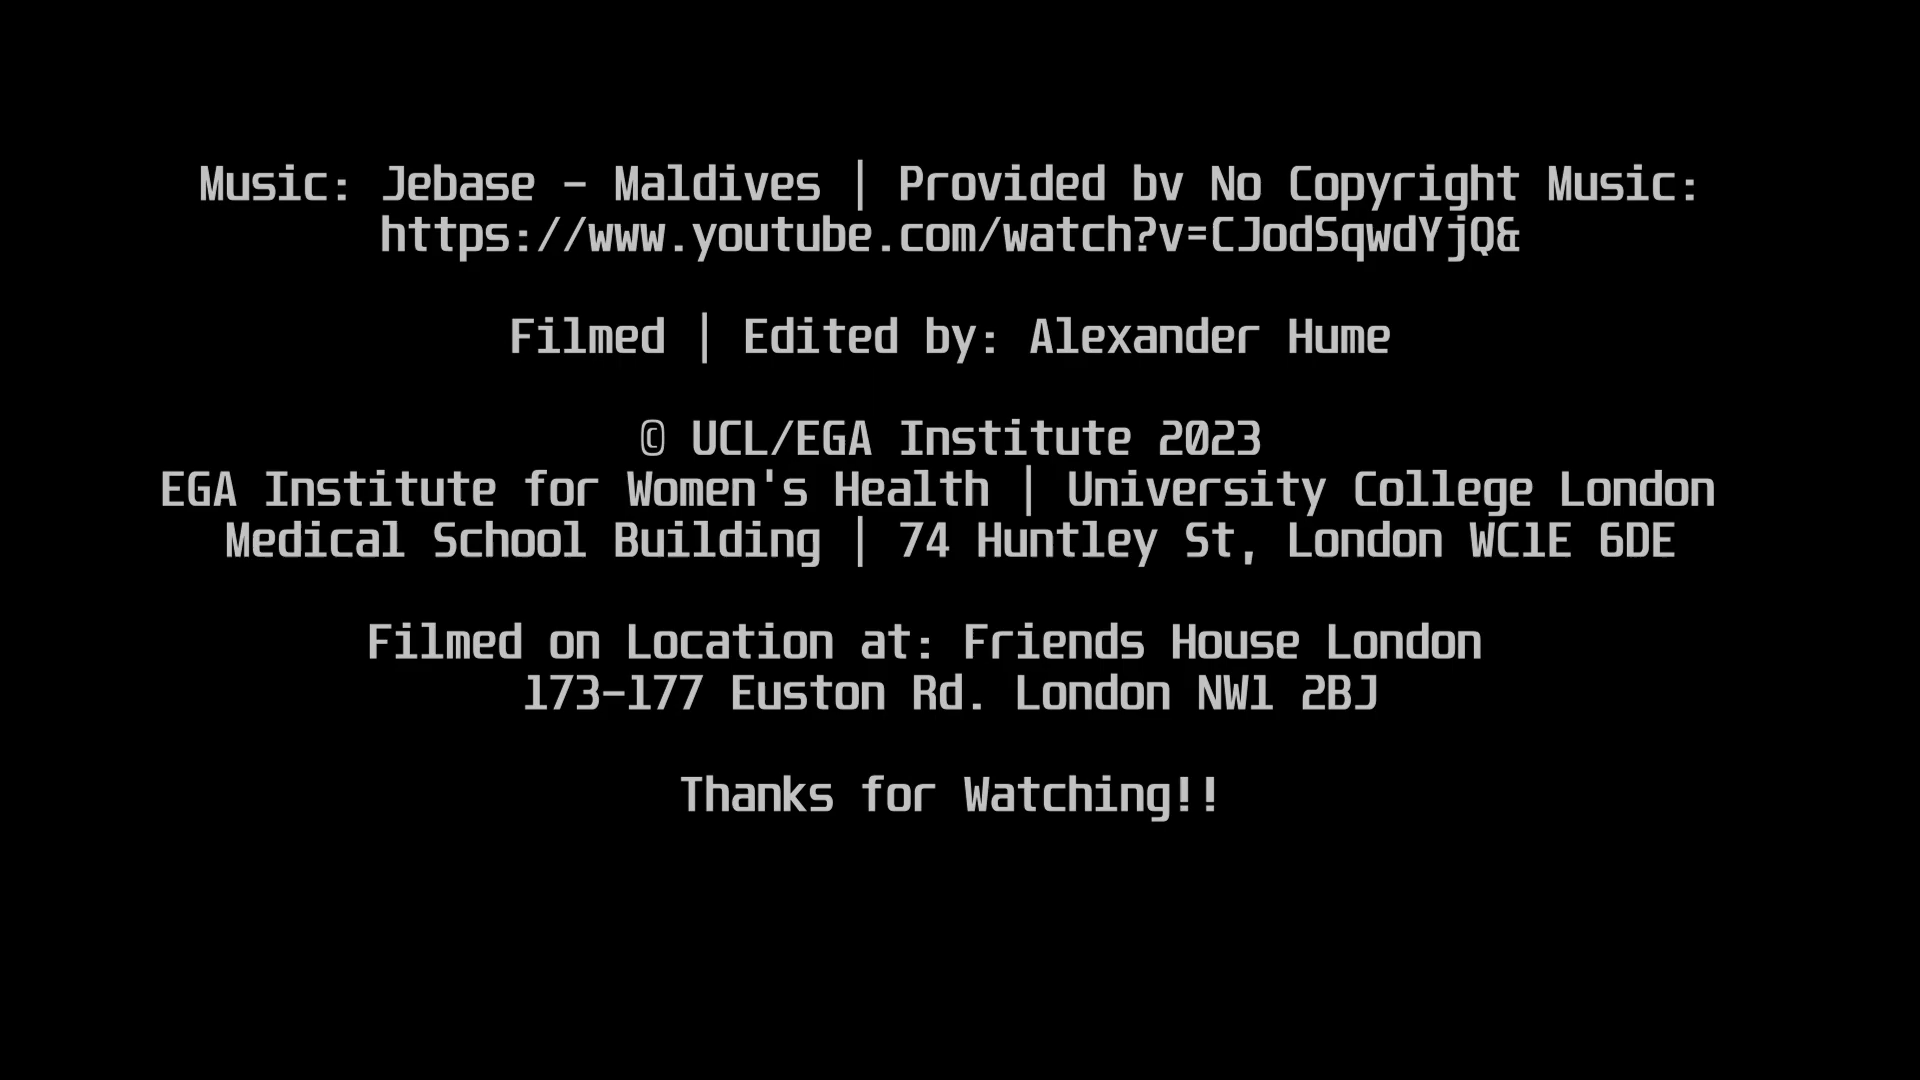 Music: Jebase - Maldives | Provided bv No Copyright Music:
https://www.youtube.com/watch?v=CJodSqwdYjQ&
Filmed | Edited by: Alexander Hume
© UCL/EGA Institute 2023
EGA Institute for Women's Health | University College London
Medical School Building | 74 Huntley St, London WC1E 6DE
Filmed on Location at: Friends House London
173-177 Euston Rd. London NW1 2BJ
Thanks for Watching!!